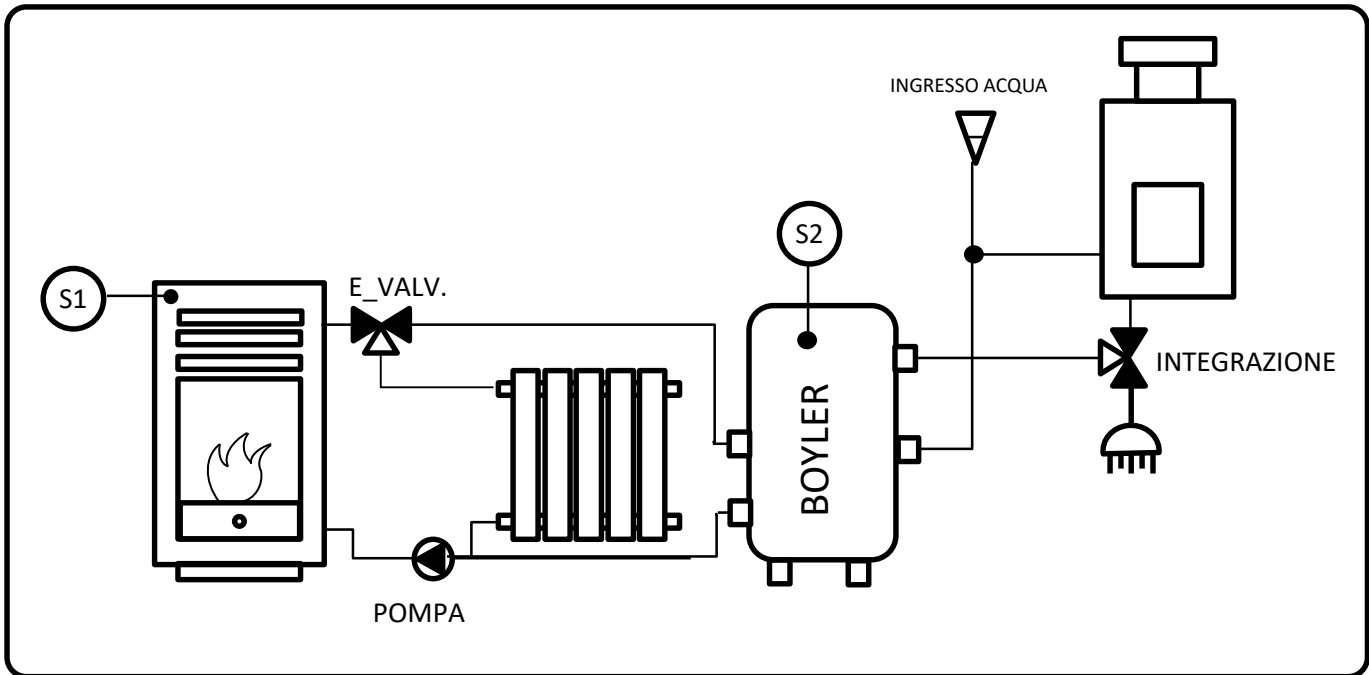 INGRESSO ACQUA
S2
S1
E_VALV.
INTEGRAZIONE
BOYLER
POMPA